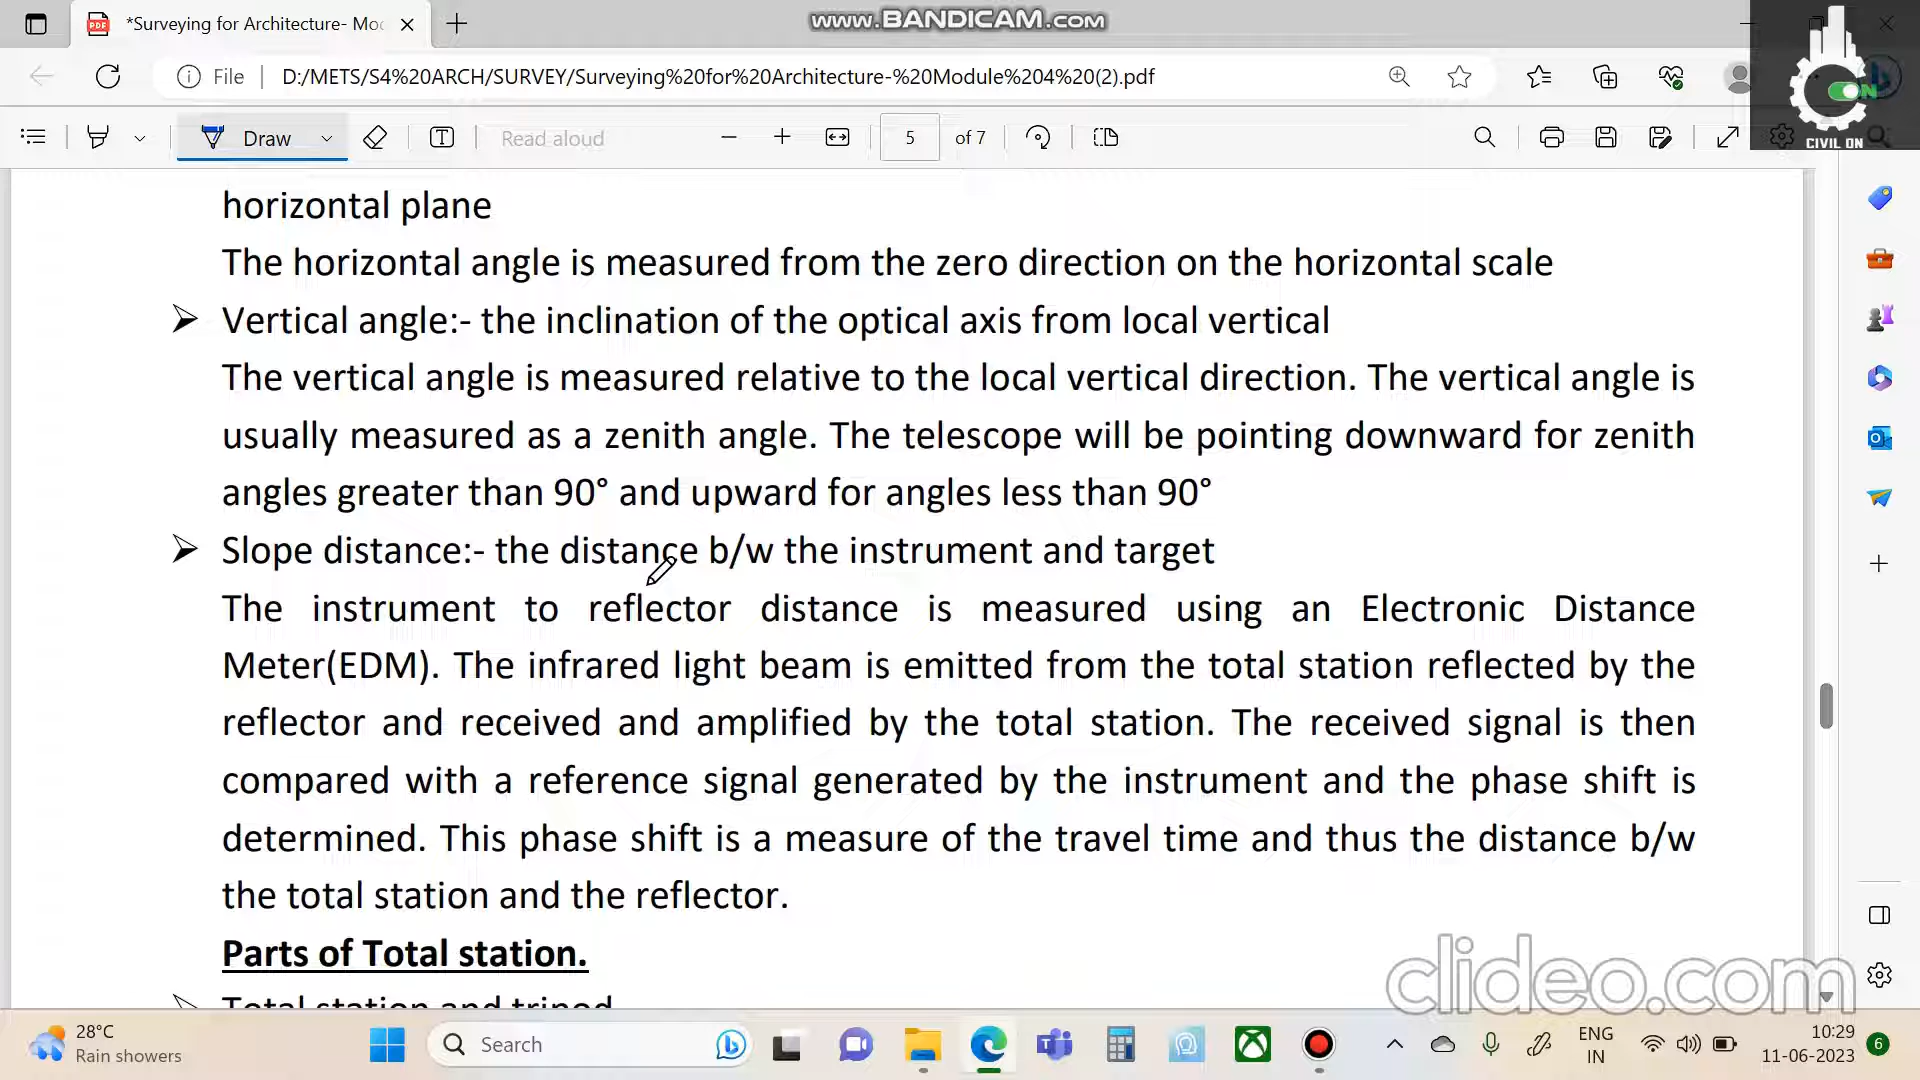 *Surveying for Architecture- Mod
www.BANDICAM.com
File
D:/METS/S4%20ARCH/SURVEY/Surveying%20for%20Architecture-%20Module%204%20(2).pdf
Draw
Read aloud
5 of 7
CIVIL ON
horizontal plane
The horizontal angle is measured from the zero direction on the horizontal scale
➢ Vertical angle:- the inclination of the optical axis from local vertical
The vertical angle is measured relative to the local vertical direction. The vertical angle is
usually measured as a zenith angle. The telescope will be pointing downward for zenith
angles greater than 90° and upward for angles less than 90°
➢ Slope distance:- the distance b/w the instrument and target
The instrument to reflector distance is measured using an Electronic Distance
Meter(EDM). The infrared light beam is emitted from the total station reflected by the
reflector and received and amplified by the total station. The received signal is then
compared with a reference signal generated by the instrument and the phase shift is
determined. This phase shift is a measure of the travel time and thus the distance b/w
the total station and the reflector.
Parts of Total station.
➢ Total station and tripod
clideo.com
28°C
Rain showers
Search
ENG
IN
10:29
11-06-2023
6